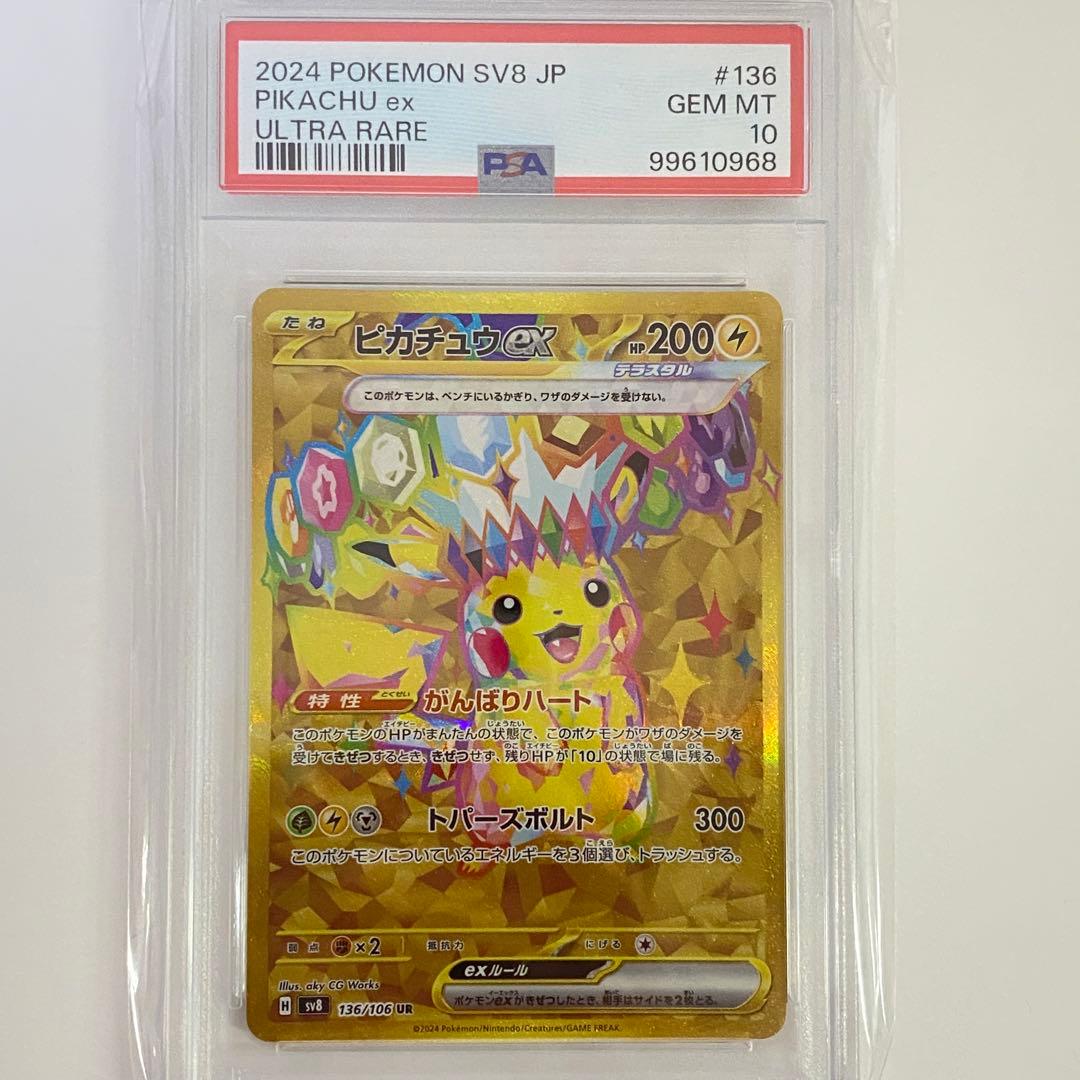 2024 POKEMON SV8 JP #136
PIKACHU ex GEM MT
ULTRA RARE 10
PSA 99610968
たね ピカチュウex HP200
テラスタル
このポケモンは、ベンチにいるかぎり、ワザのダメージを受けない。
特性 とくせい がんばりハート
このポケモンのHPがまんたんの状態で、このポケモンがワザのダメージを
受けてきぜつするとき、きぜつせず、残りHPが「10」の状態で場に残る。
トパーズボルト 300
このポケモンについているエネルギーを3個選び、トラッシュする。
弱点 ×2 抵抗力 にげる
exルール
ポケモンexがきぜつしたとき、相手はサイドを2枚とる。
Illus. aky CG Works
H sv8 136/106 UR
©2024 Pokémon/Nintendo/Creatures/GAME FREAK.